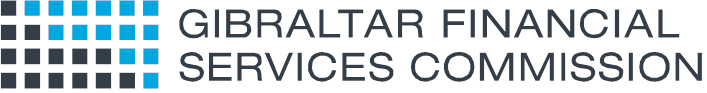 GIBRALTAR FINANCIAL
SERVICES COMMISSION